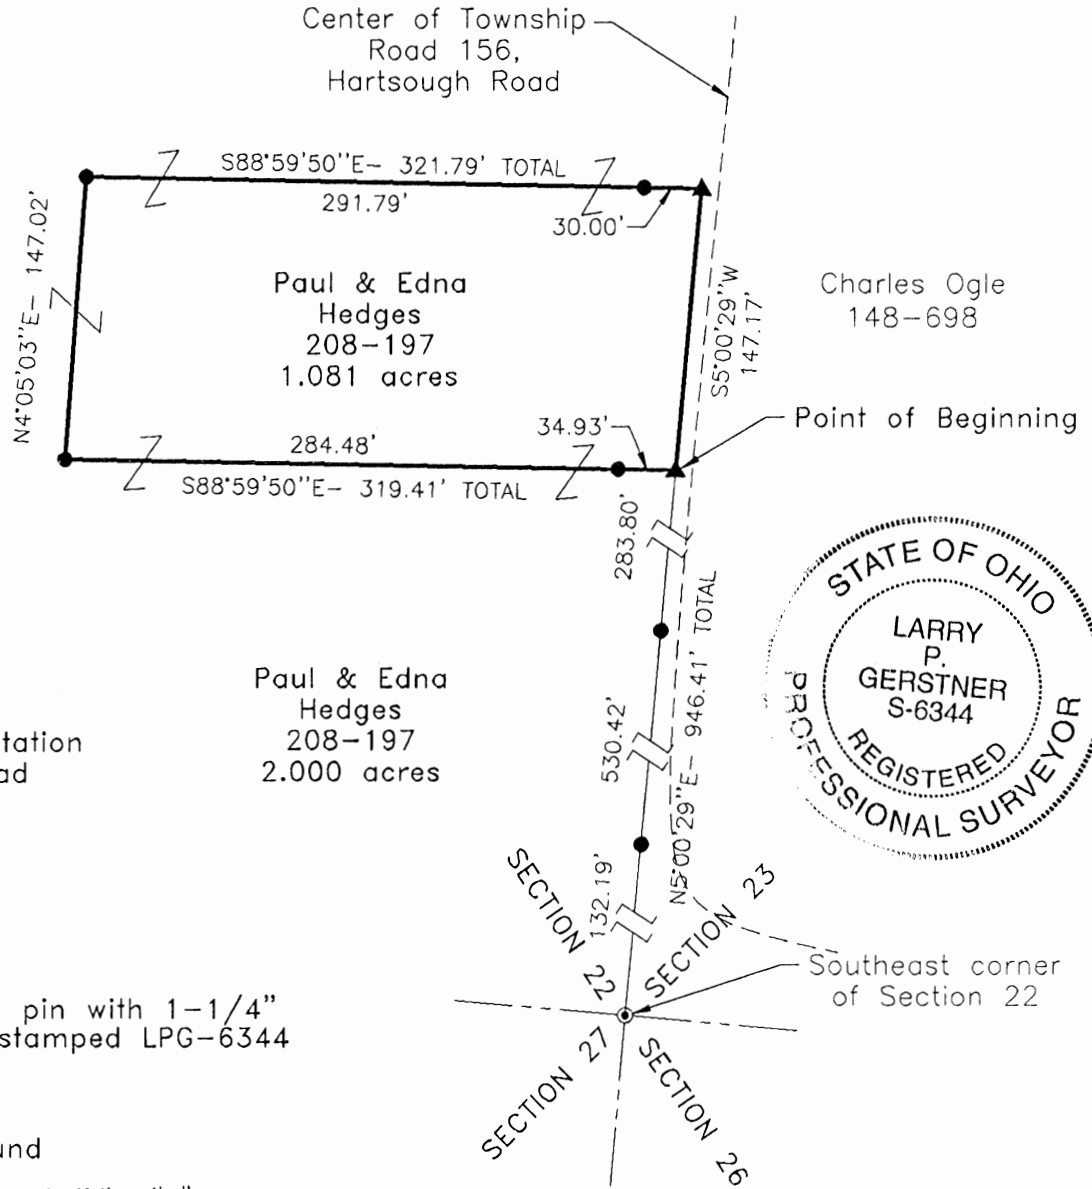 Center of Township
Road 156,
Hartsough Road
S88°59'50"E- 321.79' TOTAL
291.79'
30.00'
N4°05'03"E- 147.02'
Paul & Edna
Hedges
208-197
1.081 acres
S5°00'29"W
147.17'
Charles Ogle
148-698
Point of Beginning
34.93'
284.48'
S88°59'50"E- 319.41' TOTAL
283.80'
N5°00'29"E- 946.41' TOTAL
530.42'
132.19'
STATE OF OHIO
LARRY
P.
GERSTNER
S-6344
REGISTERED
PROFESSIONAL SURVEYOR
Paul & Edna
Hedges
208-197
2.000 acres
tation
ad
SECTION 22
SECTION 23
Southeast corner
of Section 22
SECTION 27
SECTION 26
pin with 1-1/4"
stamped LPG-6344
und